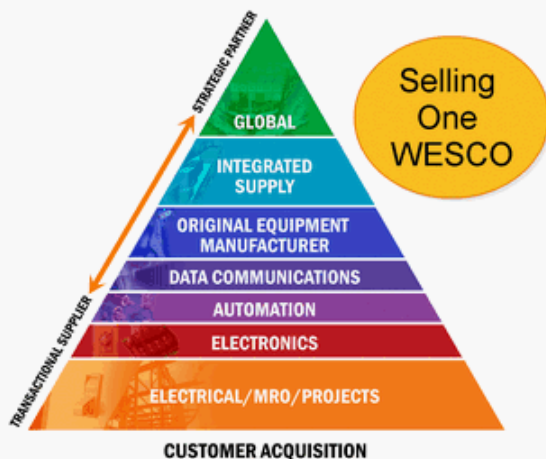 STRATEGIC PARTNER
TRANSACTIONAL SUPPLIER
Selling
One
WESCO
GLOBAL
INTEGRATED
SUPPLY
ORIGINAL EQUIPMENT
MANUFACTURER
DATA COMMUNICATIONS
AUTOMATION
ELECTRONICS
ELECTRICAL/MRO/PROJECTS
CUSTOMER ACQUISITION